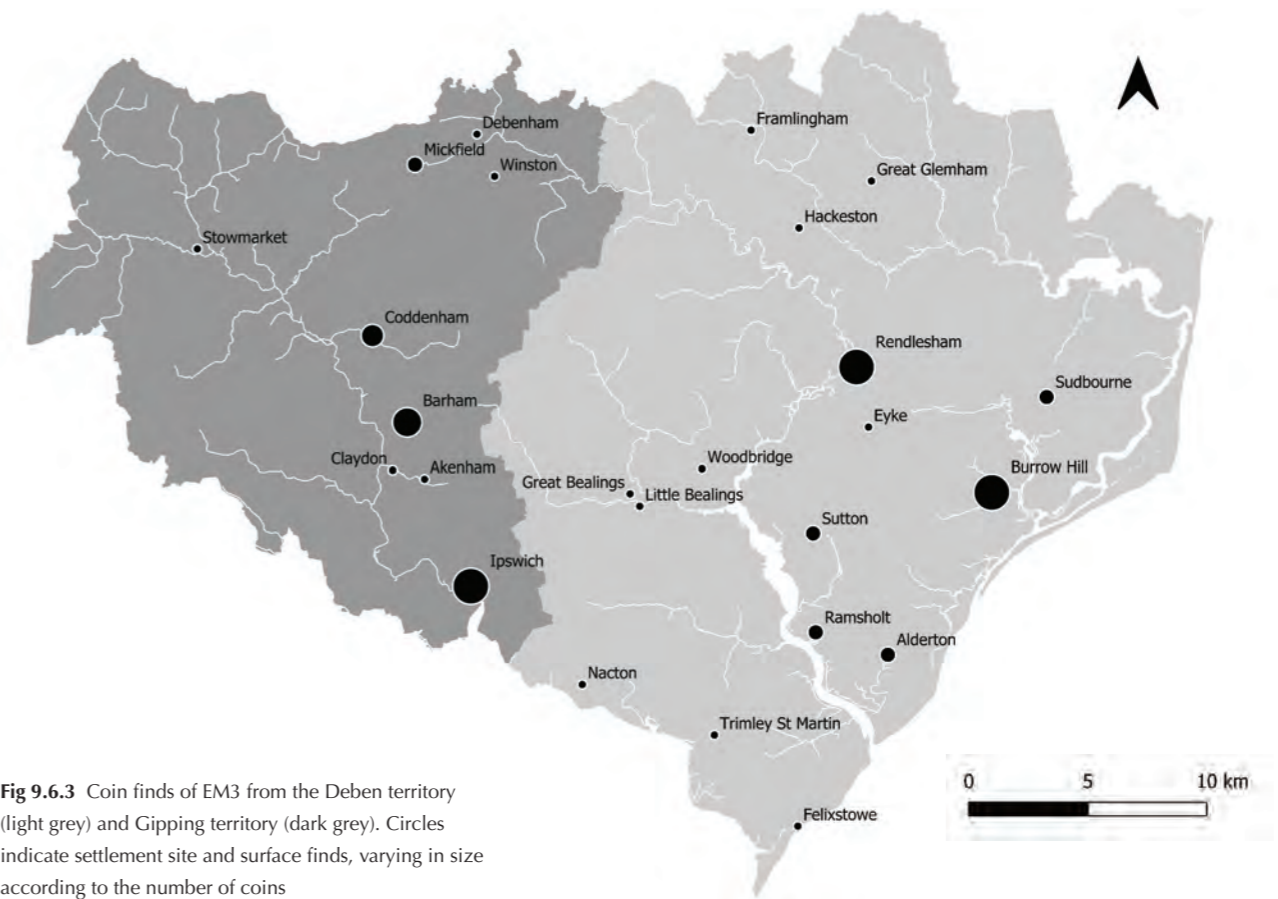 Debenham
Framlingham
Mickfield
Winston
Great Glemham
Hackeston
Stowmarket
Coddenham
Rendlesham
Sudbourne
Barham
Eyke
Claydon
Akenham
Woodbridge
Burrow Hill
Great Bealings
Little Bealings
Sutton
Ipswich
Ramsholt
Alderton
Nacton
Trimley St Martin
Felixstowe
0 5 10 km
Fig 9.6.3 Coin finds of EM3 from the Deben territory
(light grey) and Gipping territory (dark grey). Circles
indicate settlement site and surface finds, varying in size
according to the number of coins